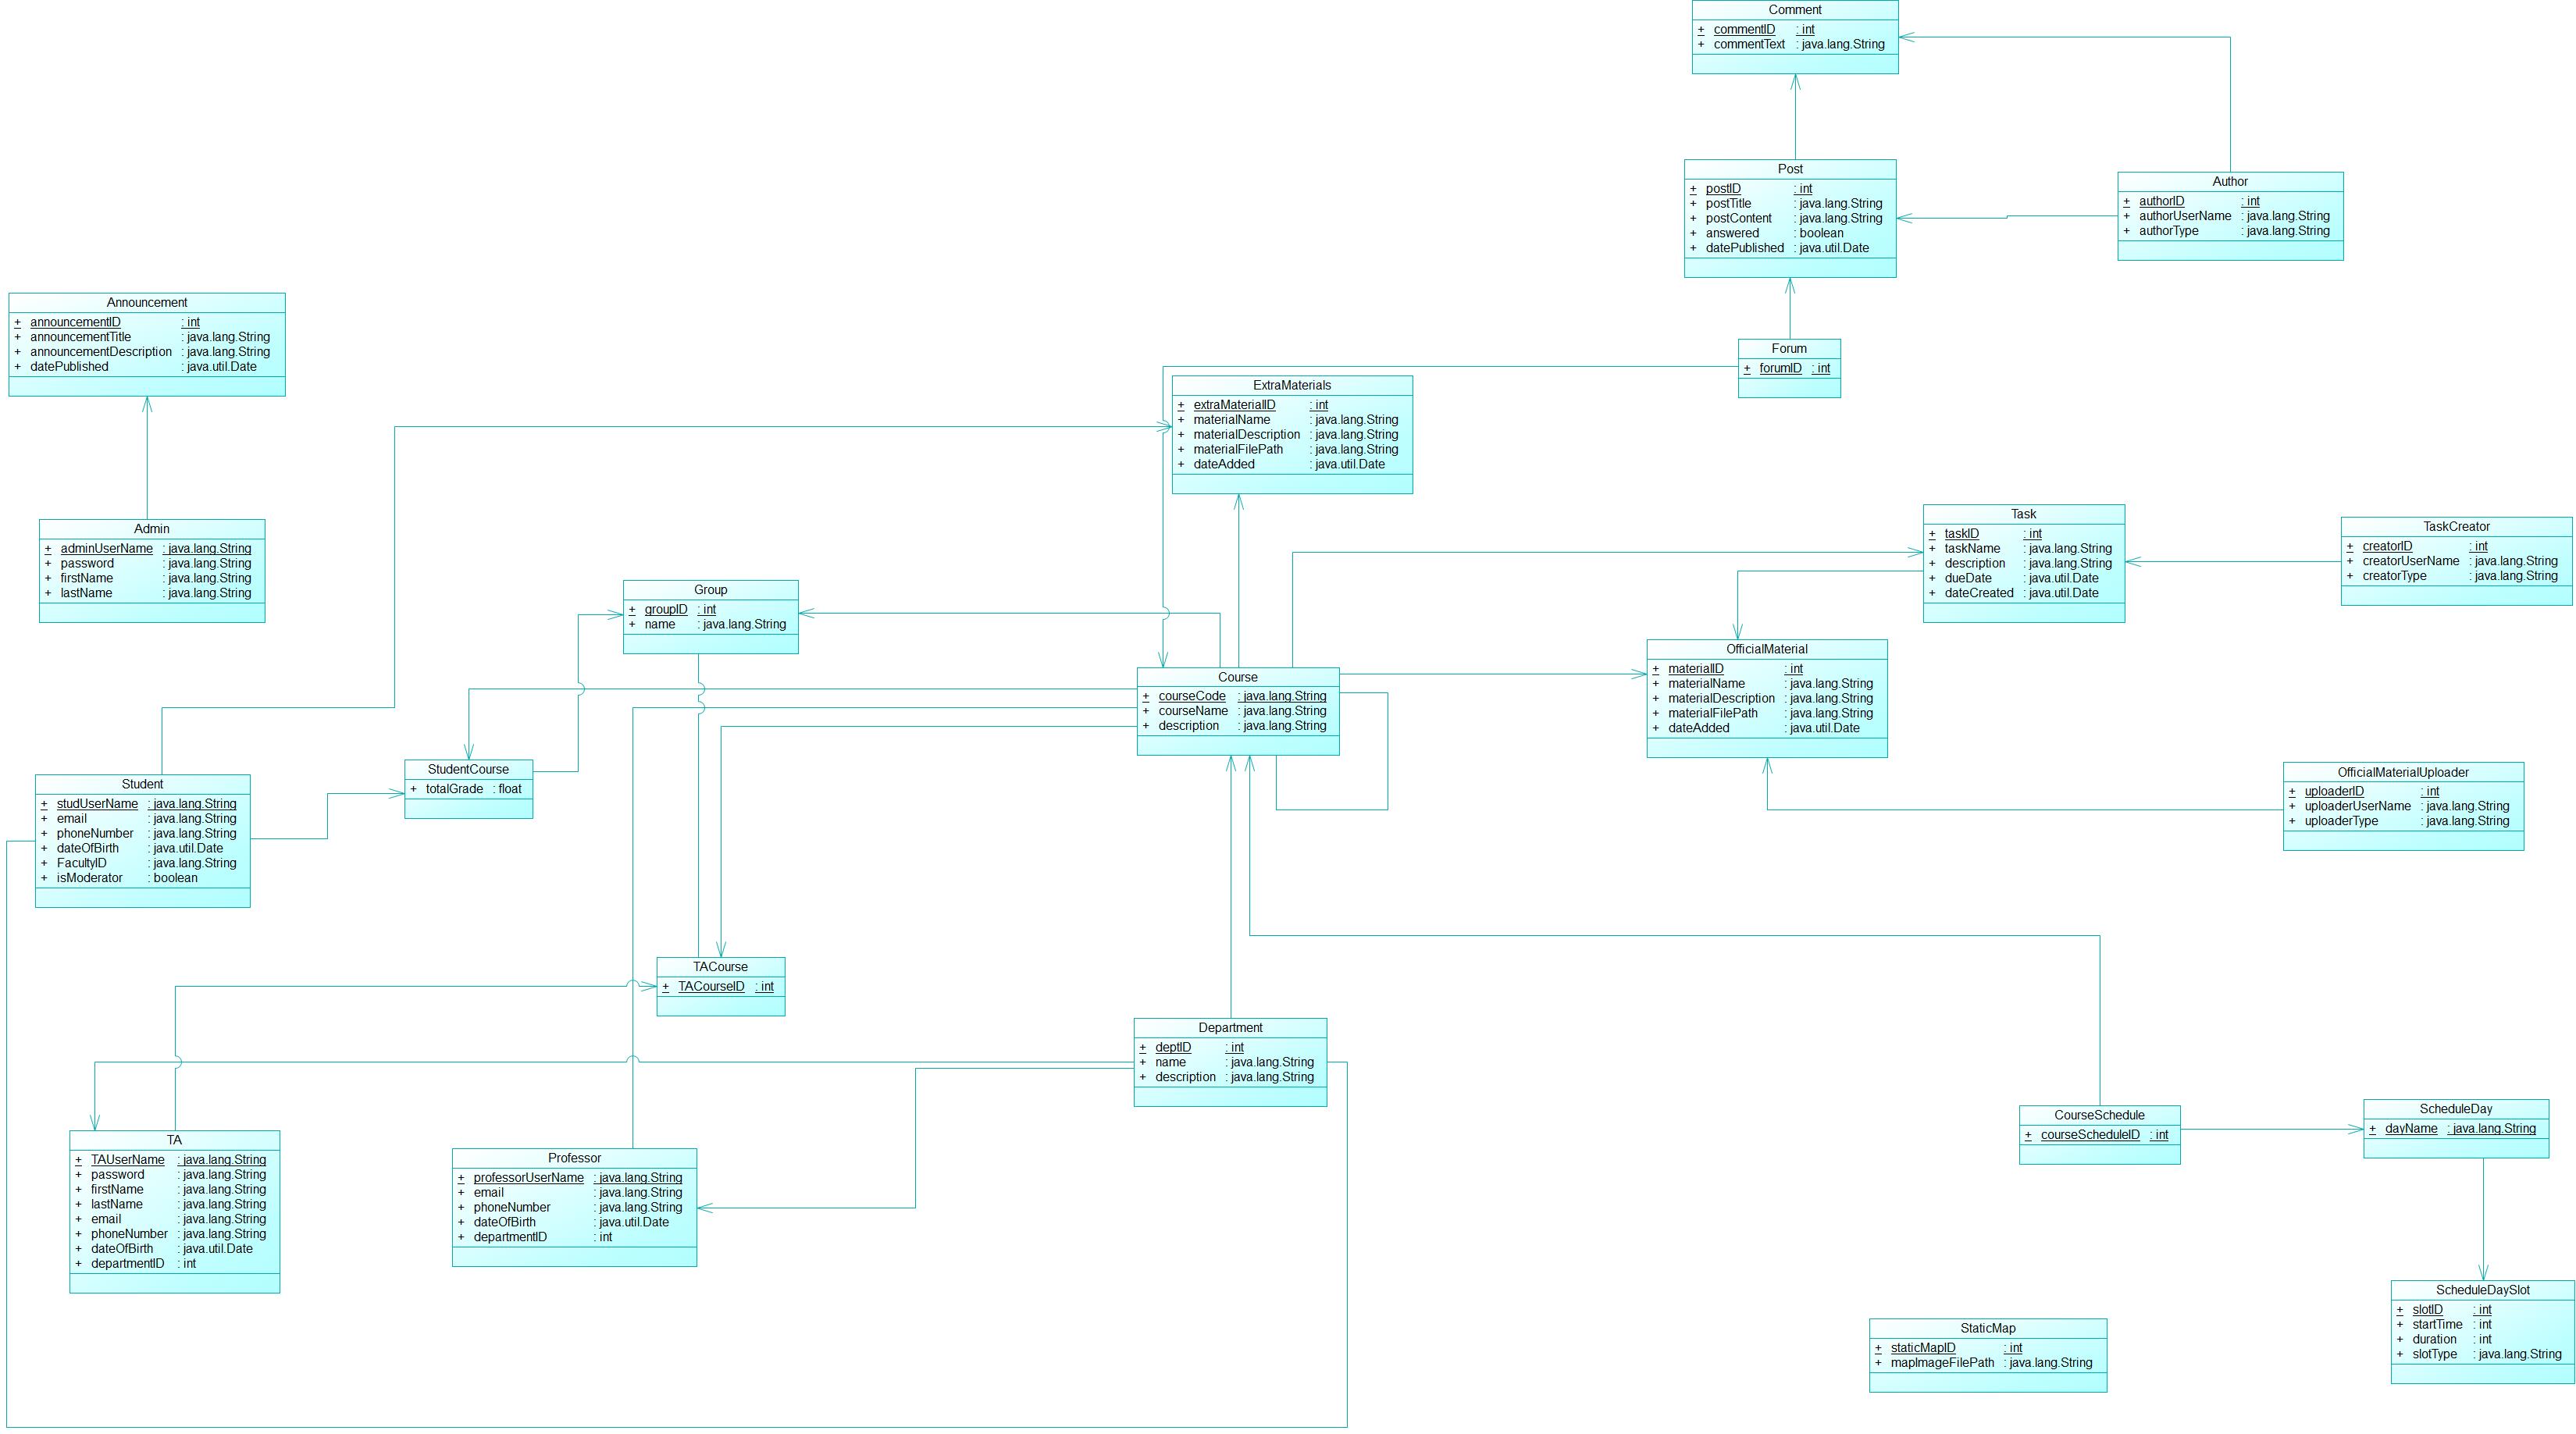 Comment
+ commentID : int
+ commentText : java.lang.String
Post
+ postID : int
+ postTitle : java.lang.String
+ postContent : java.lang.String
+ answered : boolean
+ datePublished : java.util.Date
Author
+ authorID : int
+ authorUserName : java.lang.String
+ authorType : java.lang.String
Announcement
+ announcementID : int
+ announcementTitle : java.lang.String
+ announcementDescription : java.lang.String
+ datePublished : java.util.Date
Forum
+ forumID : int
ExtraMaterials
+ extraMaterialID : int
+ materialName : java.lang.String
+ materialDescription : java.lang.String
+ materialFilePath : java.lang.String
+ dateAdded : java.util.Date
Admin
+ adminUserName : java.lang.String
+ password : java.lang.String
+ firstName : java.lang.String
+ lastName : java.lang.String
Task
+ taskID : int
+ taskName : java.lang.String
+ description : java.lang.String
+ dueDate : java.util.Date
+ dateCreated : java.util.Date
TaskCreator
+ creatorID : int
+ creatorUserName : java.lang.String
+ creatorType : java.lang.String
Group
+ groupID : int
+ name : java.lang.String
Course
+ courseCode : java.lang.String
+ courseName : java.lang.String
+ description : java.lang.String
OfficialMaterial
+ materialID : int
+ materialName : java.lang.String
+ materialDescription : java.lang.String
+ materialFilePath : java.lang.String
+ dateAdded : java.util.Date
Student
+ studUserName : java.lang.String
+ email : java.lang.String
+ phoneNumber : java.lang.String
+ dateOfBirth : java.util.Date
+ FacultyID : java.lang.String
+ isModerator : boolean
StudentCourse
+ totalGrade : float
OfficialMaterialUploader
+ uploaderID : int
+ uploaderUserName : java.lang.String
+ uploaderType : java.lang.String
TACourse
+ TACourseID : int
Department
+ deptID : int
+ name : java.lang.String
+ description : java.lang.String
TA
+ TAUserName : java.lang.String
+ password : java.lang.String
+ firstName : java.lang.String
+ lastName : java.lang.String
+ email : java.lang.String
+ phoneNumber : java.lang.String
+ dateOfBirth : java.util.Date
+ departmentID : int
Professor
+ professorUserName : java.lang.String
+ email : java.lang.String
+ phoneNumber : java.lang.String
+ dateOfBirth : java.util.Date
+ departmentID : int
CourseSchedule
+ courseScheduleID : int
ScheduleDay
+ dayName : java.lang.String
ScheduleDaySlot
+ slotID : int
+ startTime : int
+ duration : int
+ slotType : java.lang.String
StaticMap
+ staticMapID : int
+ mapImageFilePath : java.lang.String